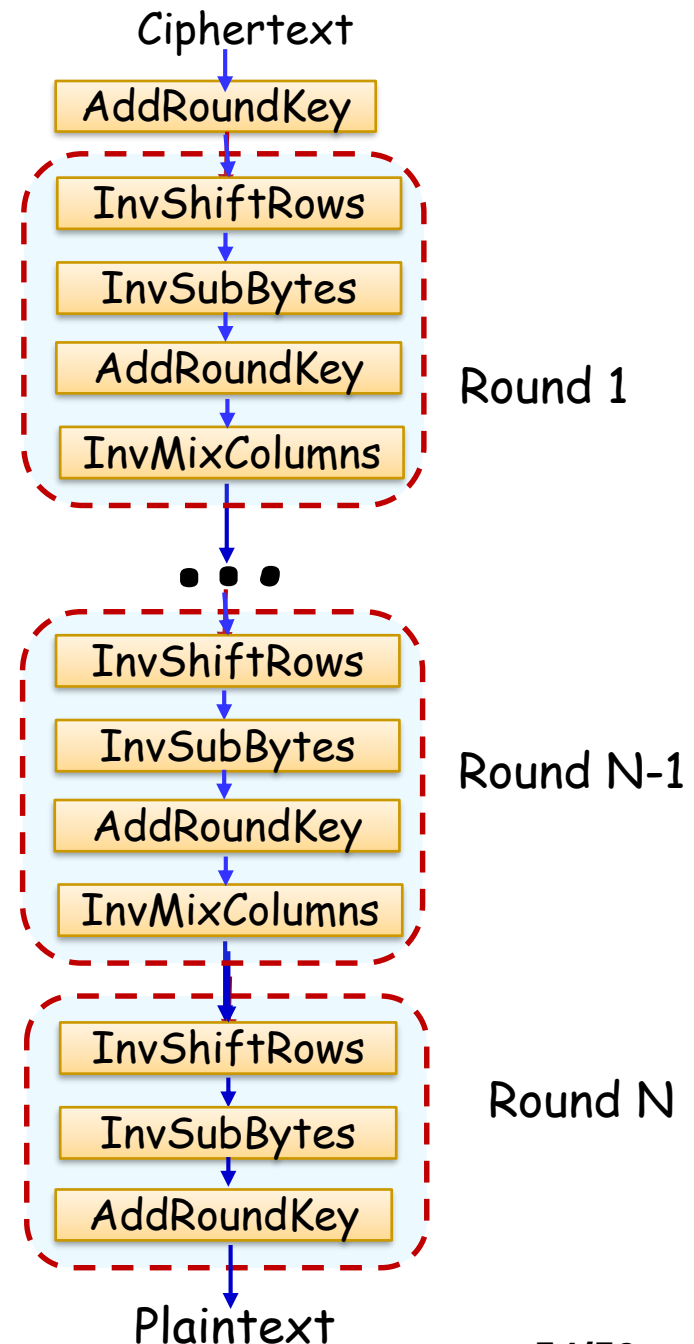 Ciphertext
AddRoundKey
InvShiftRows
InvSubBytes
AddRoundKey
Round 1
InvMixColumns
InvShiftRows
InvSubBytes
Round N-1
AddRoundKey
InvMixColumns
InvShiftRows
Round N
InvSubBytes
AddRoundKey
Plaintext